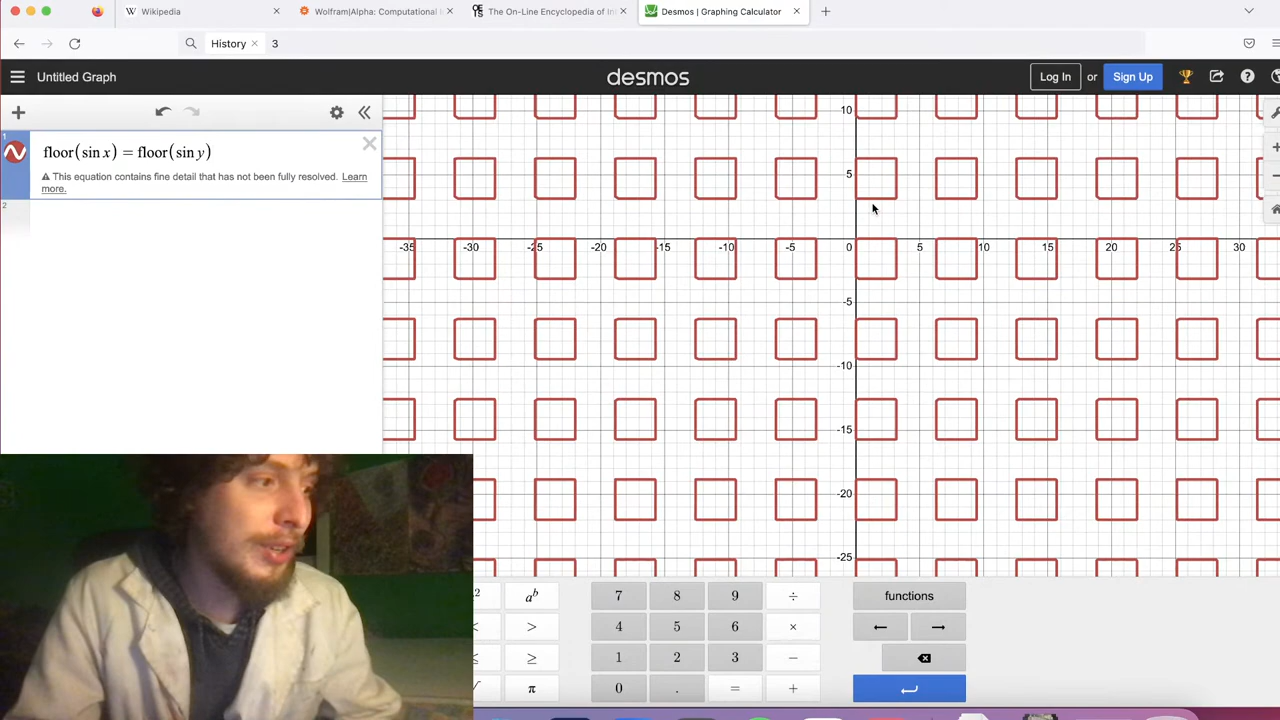 Wikipedia × Wolfram|Alpha: Computational × The On-Line Encyclopedia of × Desmos | Graphing Calculator × +
History × 3
Untitled Graph desmos Log In or Sign Up
1 floor(sin x) = floor(sin y)
This equation contains fine detail that has not been fully resolved. Learn
more.
2
10
5
-35 -30 -25 -20 -15 -10 -5 0 5 10 15 20 25 30
-5
-10
-15
-20
-25
a^b 7 8 9 ÷ functions
< > 4 5 6 × ← →
≤ ≥ 1 2 3 −
√ π 0 . = +